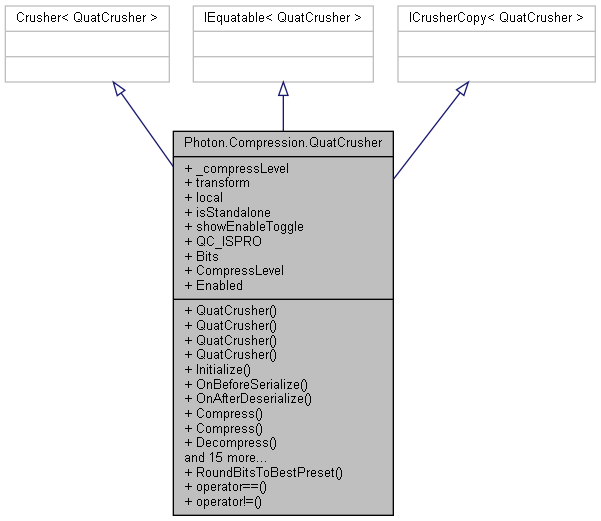 Crusher< QuatCrusher >
IEquatable< QuatCrusher >
ICrusherCopy< QuatCrusher >
Photon.Compression.QuatCrusher
+ _compressLevel
+ transform
+ local
+ isStandalone
+ showEnableToggle
+ QC_ISPRO
+ Bits
+ CompressLevel
+ Enabled
+ QuatCrusher()
+ QuatCrusher()
+ QuatCrusher()
+ QuatCrusher()
+ Initialize()
+ OnBeforeSerialize()
+ OnAfterDeserialize()
+ Compress()
+ Compress()
+ Decompress()
and 15 more...
+ RoundBitsToBestPreset()
+ operator==()
+ operator!=()